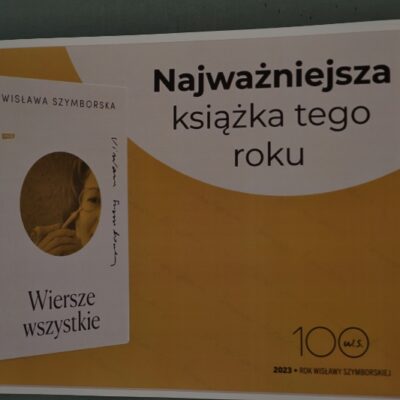 Najważniejsza
książka tego
roku
WISŁAWA SZYMBORSKA
Wiersze
wszystkie
100
w.s.
2023 • ROK WISŁAWY SZYMBORSKIEJ